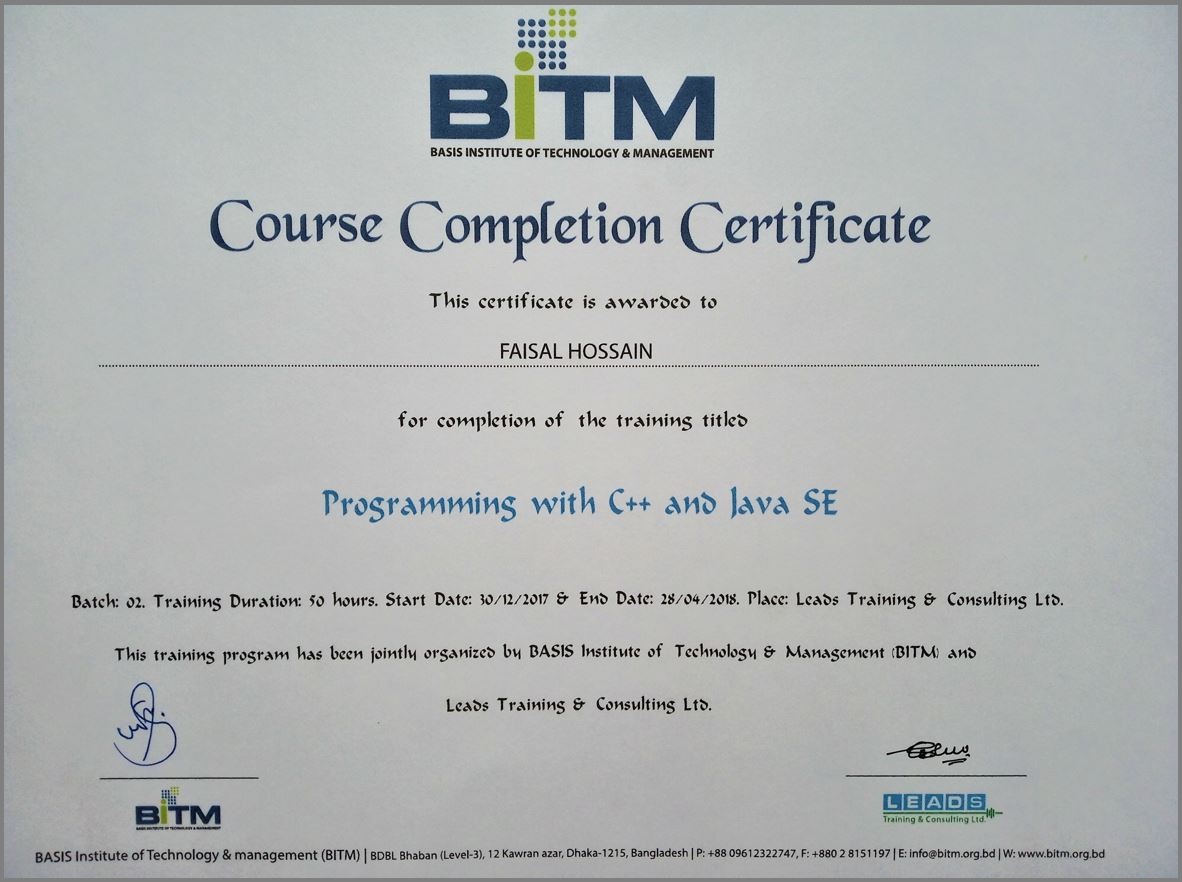 BiTM
BASIS INSTITUTE OF TECHNOLOGY & MANAGEMENT
Course Completion Certificate
This certificate is awarded to
FAISAL HOSSAIN
for completion of the training titled
Programming with C++ and Java SE
Batch: 02. Training Duration: 50 hours. Start Date: 30/12/2017 & End Date: 28/04/2018. Place: Leads Training & Consulting Ltd.
This training program has been jointly organized by BASIS Institute of Technology & Management (BITM) and
Leads Training & Consulting Ltd.
BiTM
BASIS INSTITUTE OF TECHNOLOGY & MANAGEMENT
LEADS
Training & Consulting Ltd.
BASIS Institute of Technology & management (BITM) | BDBL Bhaban (Level-3), 12 Kawran azar, Dhaka-1215, Bangladesh | P: +88 09612322747, F: +880 2 8151197 | E: info@bitm.org.bd | W: www.bitm.org.bd